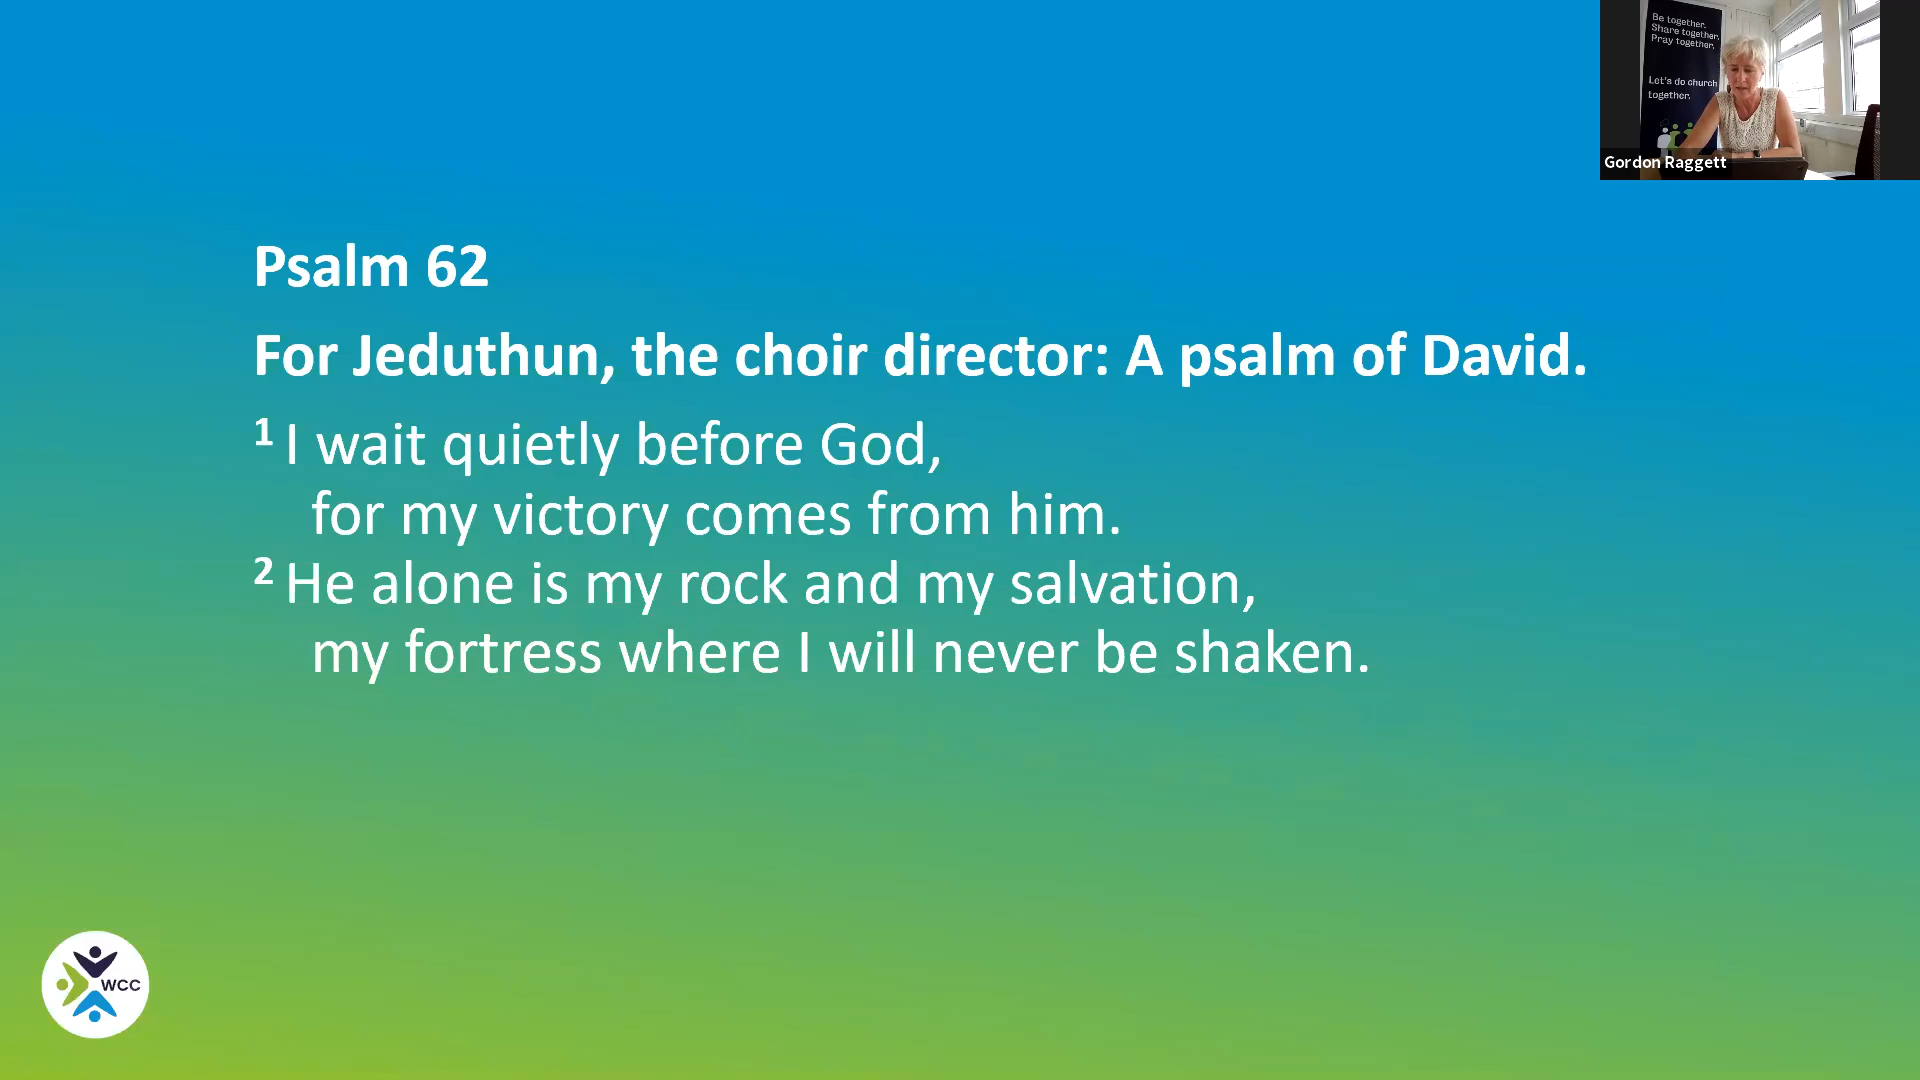 Be together.
Share together.
Pray together.
Let's do church
together.
Gordon Raggett
Psalm 62
For Jeduthun, the choir director: A psalm of David.
1 I wait quietly before God,
for my victory comes from him.
2 He alone is my rock and my salvation,
my fortress where I will never be shaken.
WCC